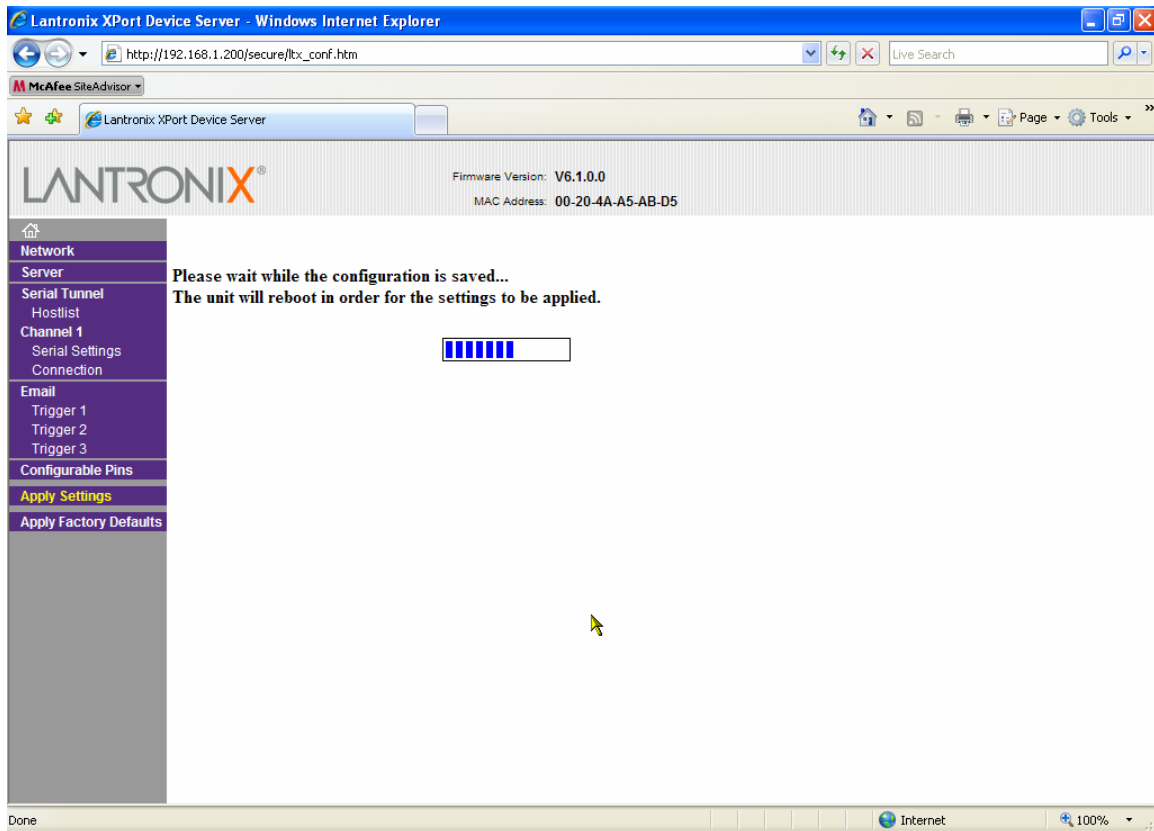 Lantronix XPort Device Server - Windows Internet Explorer
http://192.168.1.200/secure/ltx_conf.htm
Live Search
McAfee SiteAdvisor
Lantronix XPort Device Server
Page
Tools
»
LANTRONIX®
Firmware Version: V6.1.0.0
MAC Address: 00-20-4A-A5-AB-D5
Network
Server
Serial Tunnel
Hostlist
Channel 1
Serial Settings
Connection
Email
Trigger 1
Trigger 2
Trigger 3
Configurable Pins
Apply Settings
Apply Factory Defaults
Please wait while the configuration is saved...
The unit will reboot in order for the settings to be applied.
Done
Internet
100%